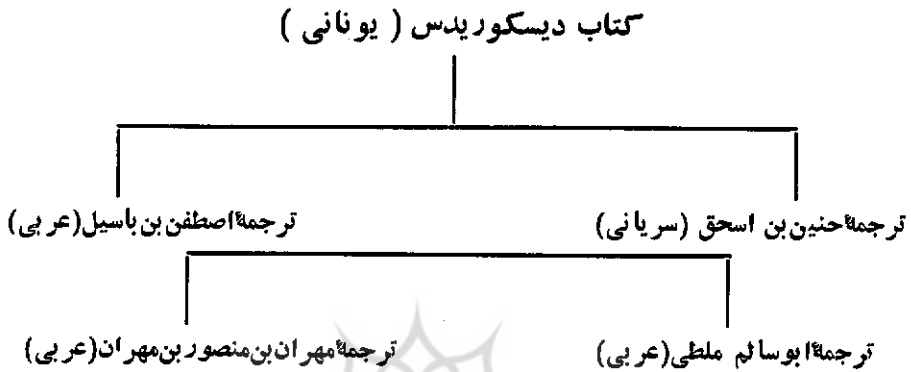 کتاب دیسکوریدس ( یونانی )
ترجمهٔ حنین بن اسحق (سریانی)
ترجمهٔ اصطفن بن باسیل (عربی)
ترجمهٔ ابوسالم ملطی (عربی)
ترجمهٔ مهران بن منصور بن مهران (عربی)